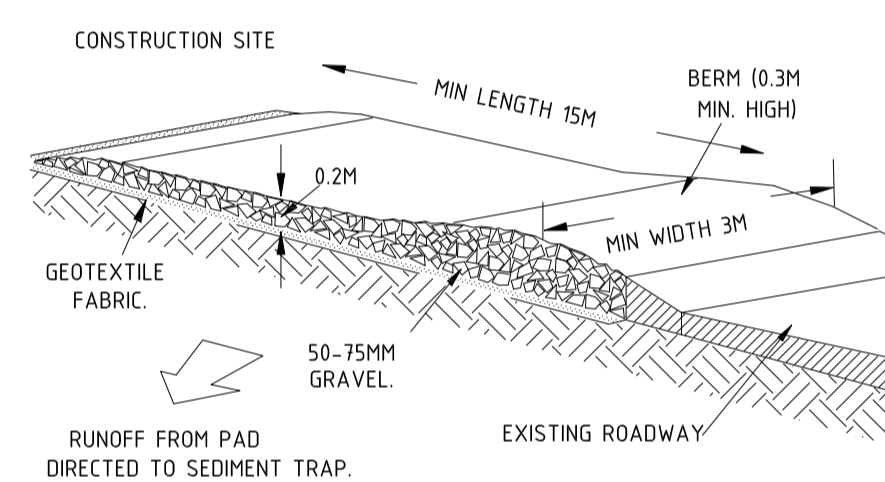 CONSTRUCTION SITE
MIN LENGTH 15M
BERM (0.3M
MIN. HIGH)
0.2M
MIN WIDTH 3M
GEOTEXTILE
FABRIC.
50-75MM
GRAVEL.
EXISTING ROADWAY
RUNOFF FROM PAD
DIRECTED TO SEDIMENT TRAP.